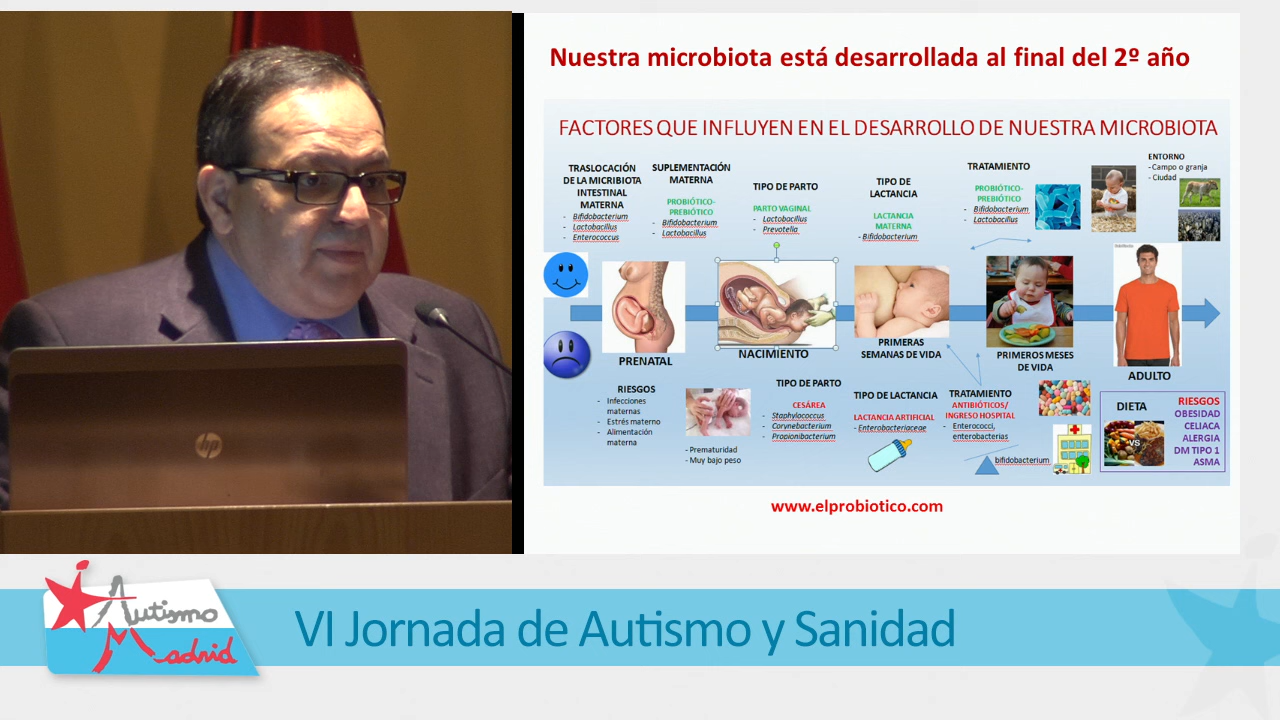 Nuestra microbiota está desarrollada al final del 2º año
FACTORES QUE INFLUYEN EN EL DESARROLLO DE NUESTRA MICROBIOTA
TRASLOCACIÓN
DE LA MICRIBIOTA
INTESTINAL
MATERNA
- Bifidobacterium
- Lactobacillus
- Enterococcus
SUPLEMENTACIÓN
MATERNA
PROBIÓTICO-
PREBIÓTICO
- Bifidobacterium
- Lactobacillus
TIPO DE PARTO
PARTO VAGINAL
- Lactobacillus
- Prevotella
TIPO DE
LACTANCIA
LACTANCIA
MATERNA
- Bifidobacterium
TRATAMIENTO
PROBIÓTICO-
PREBIÓTICO
- Bifidobacterium
- Lactobacillus
ENTORNO
- Campo o granja
- Ciudad
PRENATAL
NACIMIENTO
PRIMERAS
SEMANAS DE VIDA
PRIMEROS MESES
DE VIDA
ADULTO
RIESGOS
- Infecciones
maternas
- Estrés materno
- Alimentación
materna
- Prematuridad
- Muy bajo peso
TIPO DE PARTO
CESÁREA
- Staphylococcus
- Corynebacterium
- Propionibacterium
TIPO DE LACTANCIA
LACTANCIA ARTIFICIAL
- Enterobacteriaceae
TRATAMIENTO
ANTIBIÓTICOS/
INGRESO HOSPITAL
- Enterococci,
enterobacterias
bifidobacterium
DIETA
VS
RIESGOS
OBESIDAD
CELIACA
ALERGIA
DM TIPO 1
ASMA
www.elprobiotico.com
hp
Autismo
Madrid
VI Jornada de Autismo y Sanidad